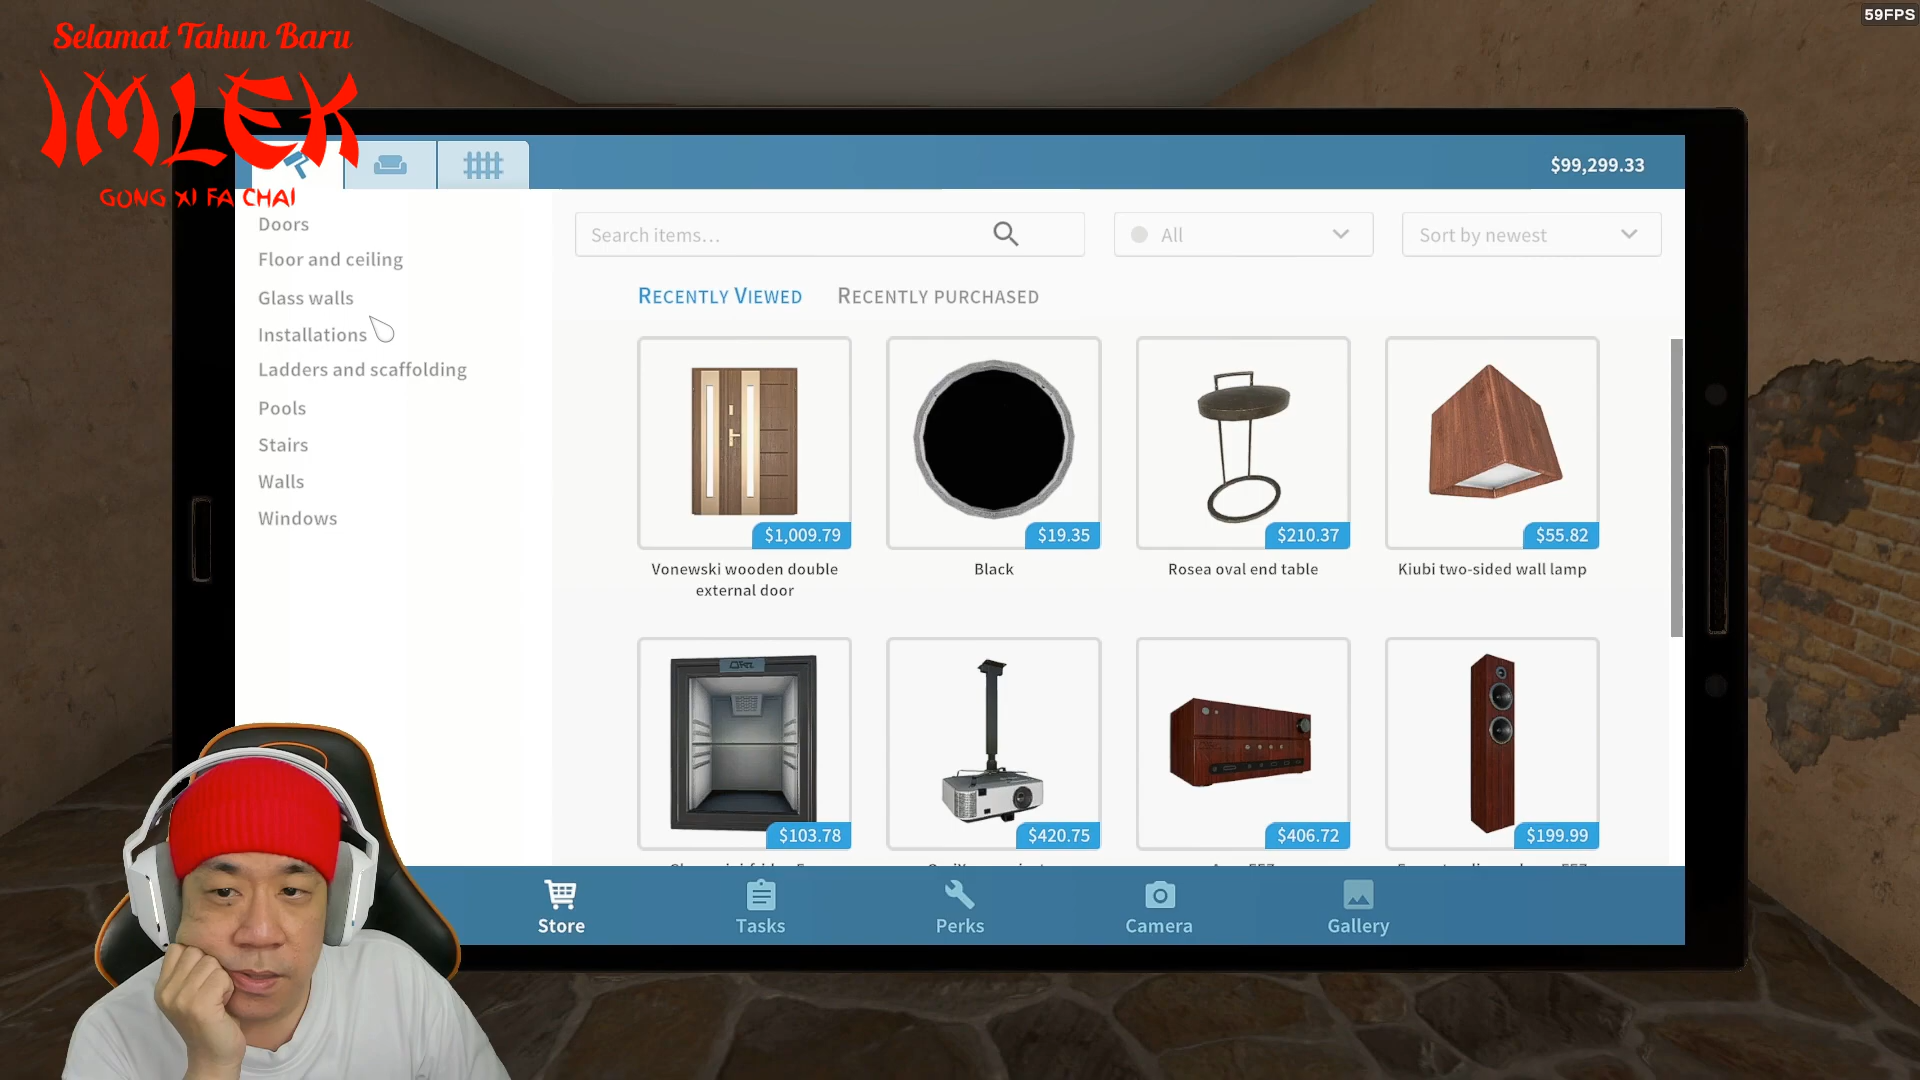 Selamat Tahun Baru
IMLEK
GONG XI FA CHAI
59FPS
$99,299.33
Doors
Floor and ceiling
Glass walls
Installations
Ladders and scaffolding
Pools
Stairs
Walls
Windows
Search items...
All
Sort by newest
RECENTLY VIEWED
RECENTLY PURCHASED
$1,009.79
$19.35
$210.37
$55.82
Vonewski wooden double
external door
Black
Rosea oval end table
Kiubi two-sided wall lamp
$103.78
$420.75
$406.72
$199.99
Store
Tasks
Perks
Camera
Gallery